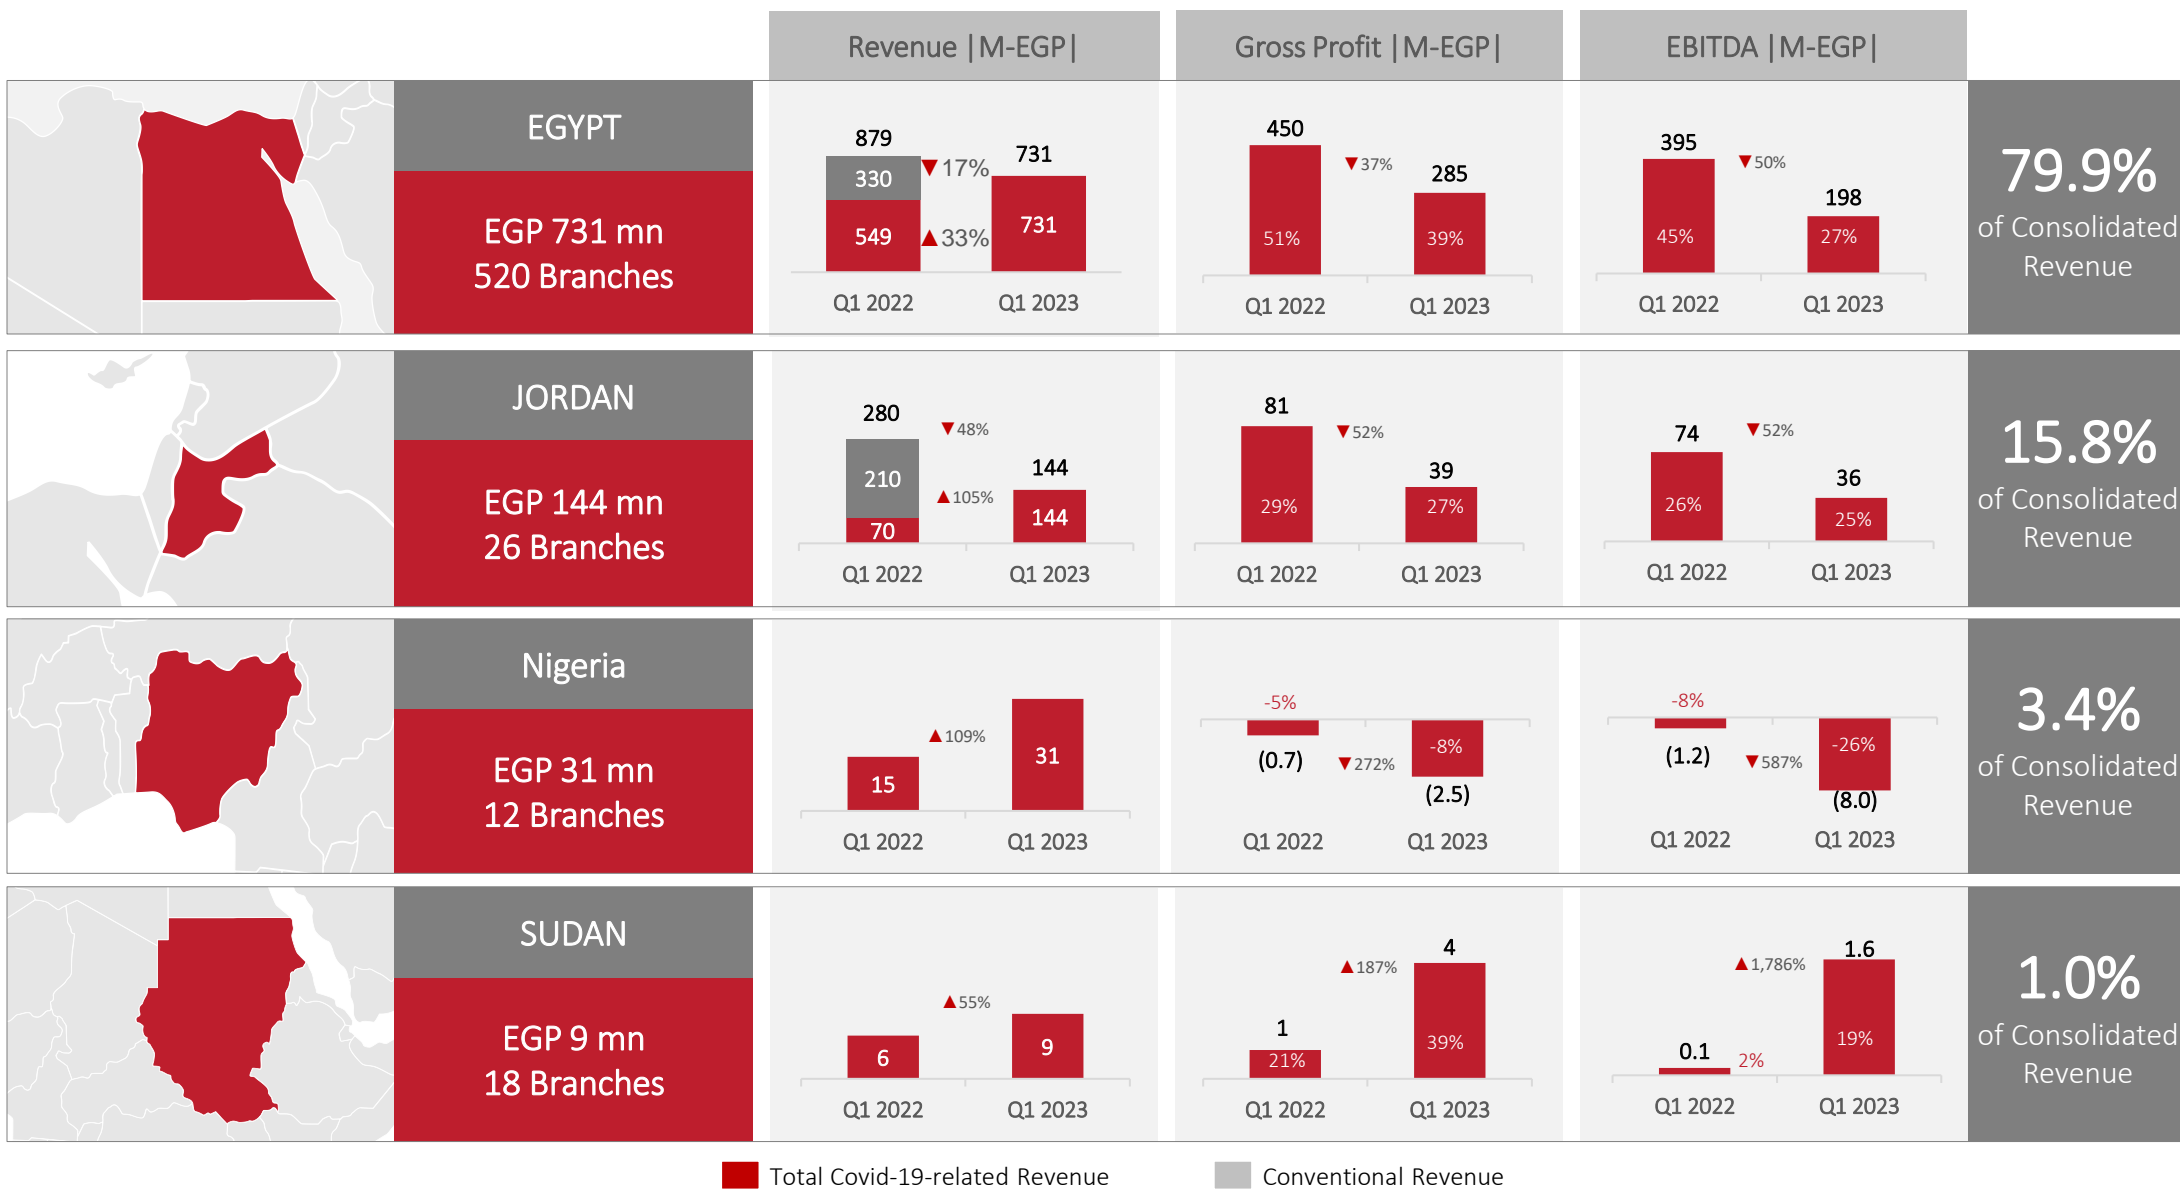 Revenue |M-EGP|
Gross Profit |M-EGP|
EBITDA |M-EGP|
EGYPT
EGP 731 mn
520 Branches
879
330
549
▼17%
▲33%
731
731
Q1 2022
Q1 2023
450
51%
▼37%
285
39%
Q1 2022
Q1 2023
395
45%
▼50%
198
27%
Q1 2022
Q1 2023
79.9%
of Consolidated
Revenue
JORDAN
EGP 144 mn
26 Branches
280
210
70
▼48%
▲105%
144
144
Q1 2022
Q1 2023
81
29%
▼52%
39
27%
Q1 2022
Q1 2023
74
26%
▼52%
36
25%
Q1 2022
Q1 2023
15.8%
of Consolidated
Revenue
Nigeria
EGP 31 mn
12 Branches
15
▲109%
31
Q1 2022
Q1 2023
-5%
(0.7)
▼272%
-8%
(2.5)
Q1 2022
Q1 2023
-8%
(1.2)
▼587%
-26%
(8.0)
Q1 2022
Q1 2023
3.4%
of Consolidated
Revenue
SUDAN
EGP 9 mn
18 Branches
6
▲55%
9
Q1 2022
Q1 2023
1
21%
▲187%
4
39%
Q1 2022
Q1 2023
0.1
2%
▲1,786%
1.6
19%
Q1 2022
Q1 2023
1.0%
of Consolidated
Revenue
Total Covid-19-related Revenue
Conventional Revenue